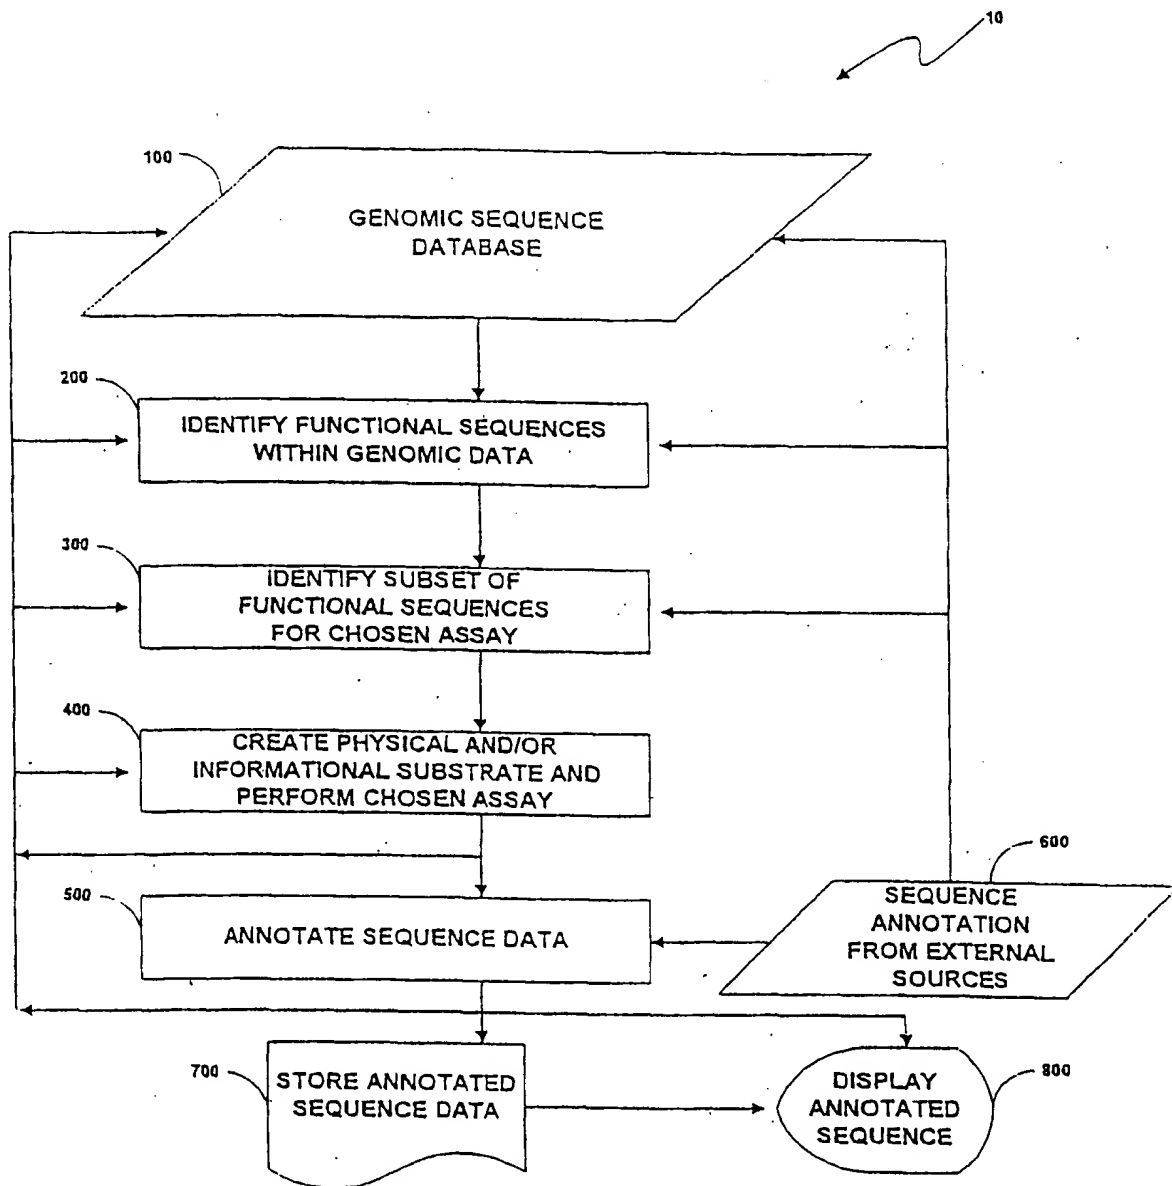 10
100
GENOMIC SEQUENCE
DATABASE
200
IDENTIFY FUNCTIONAL SEQUENCES
WITHIN GENOMIC DATA
300
IDENTIFY SUBSET OF
FUNCTIONAL SEQUENCES
FOR CHOSEN ASSAY
400
CREATE PHYSICAL AND/OR
INFORMATIONAL SUBSTRATE AND
PERFORM CHOSEN ASSAY
500
ANNOTATE SEQUENCE DATA
600
SEQUENCE
ANNOTATION
FROM EXTERNAL
SOURCES
700
STORE ANNOTATED
SEQUENCE DATA
800
DISPLAY
ANNOTATED
SEQUENCE